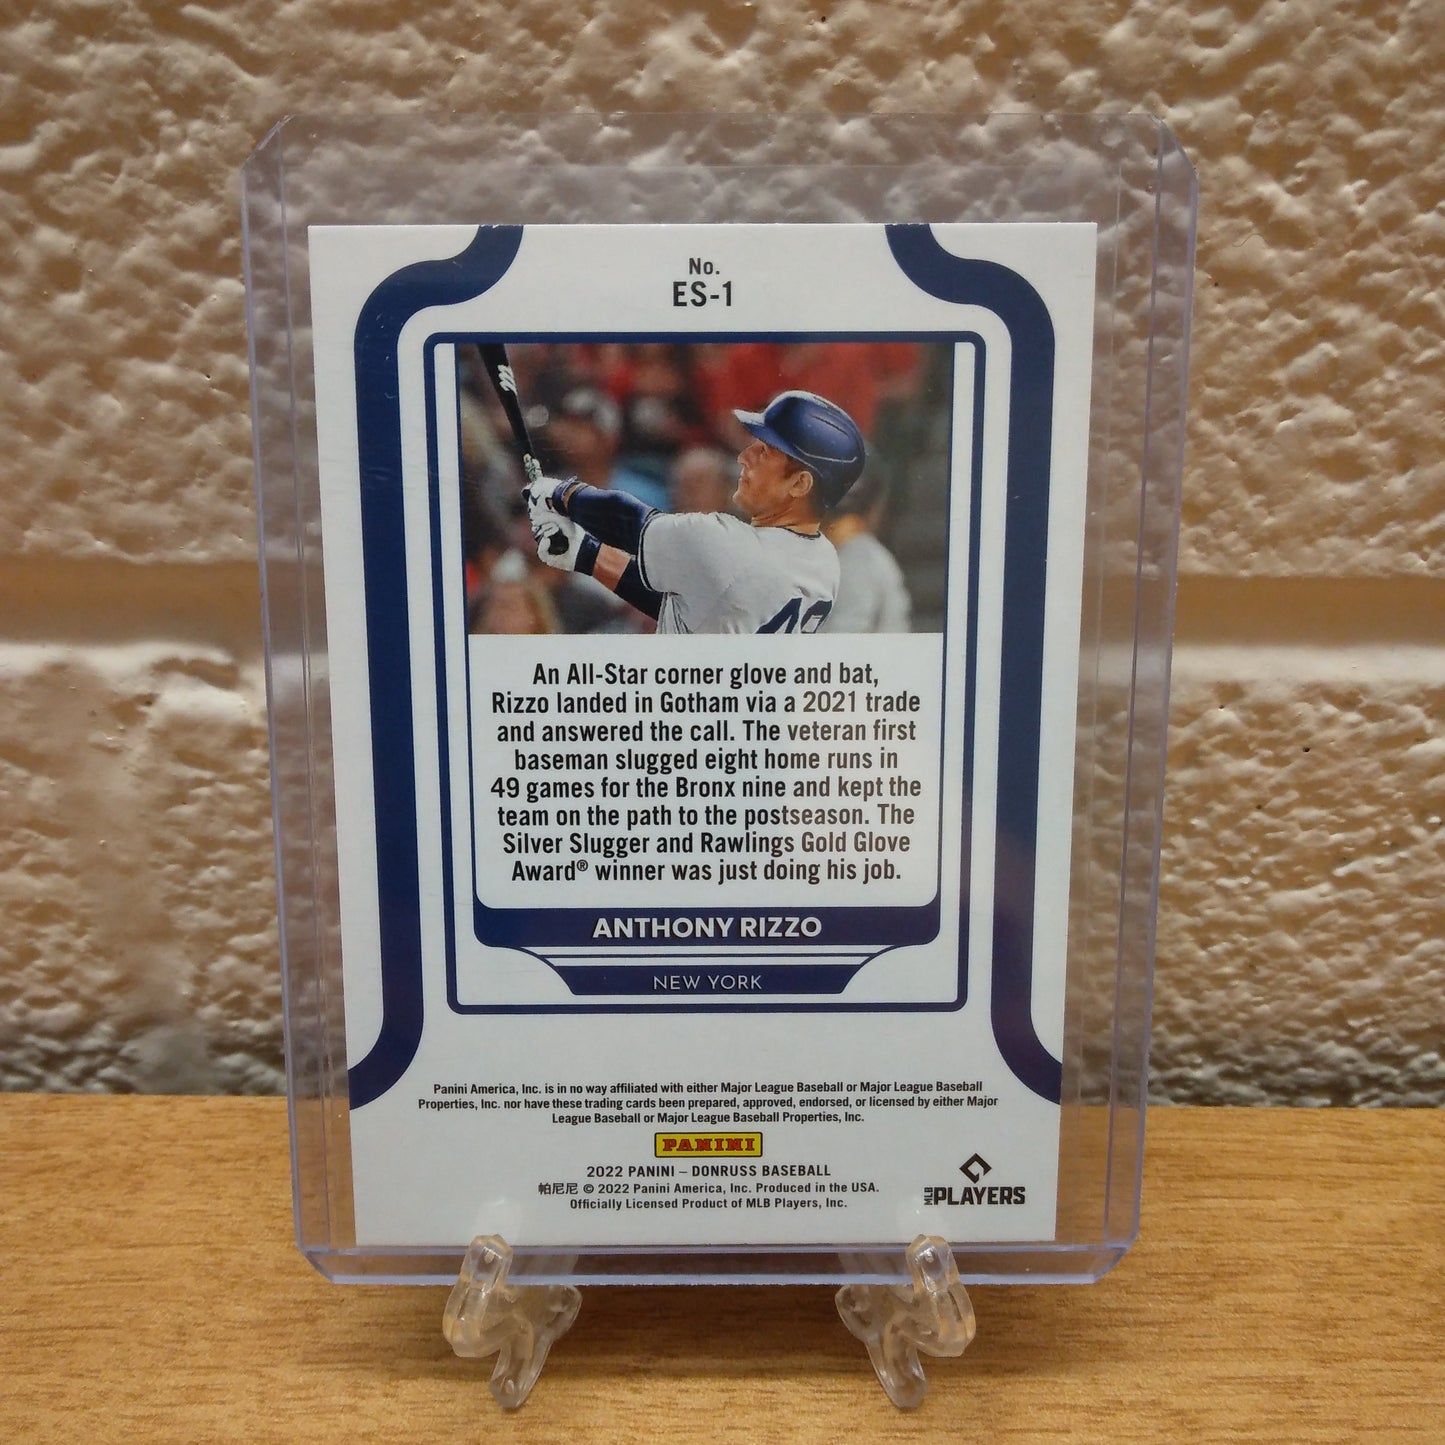 No.
ES-1
48
An All-Star corner glove and bat,
Rizzo landed in Gotham via a 2021 trade
and answered the call. The veteran first
baseman slugged eight home runs in
49 games for the Bronx nine and kept the
team on the path to the postseason. The
Silver Slugger and Rawlings Gold Glove
Award® winner was just doing his job.
ANTHONY RIZZO
NEW YORK
Panini America, Inc. is in no way affiliated with either Major League Baseball or Major League Baseball
Properties, Inc. nor have these trading cards been prepared, approved, endorsed, or licensed by either Major
League Baseball or Major League Baseball Properties, Inc.
PANINI
2022 PANINI – DONRUSS BASEBALL
帕尼尼 © 2022 Panini America, Inc. Produced in the USA.
Officially Licensed Product of MLB Players, Inc.
MLB PLAYERS